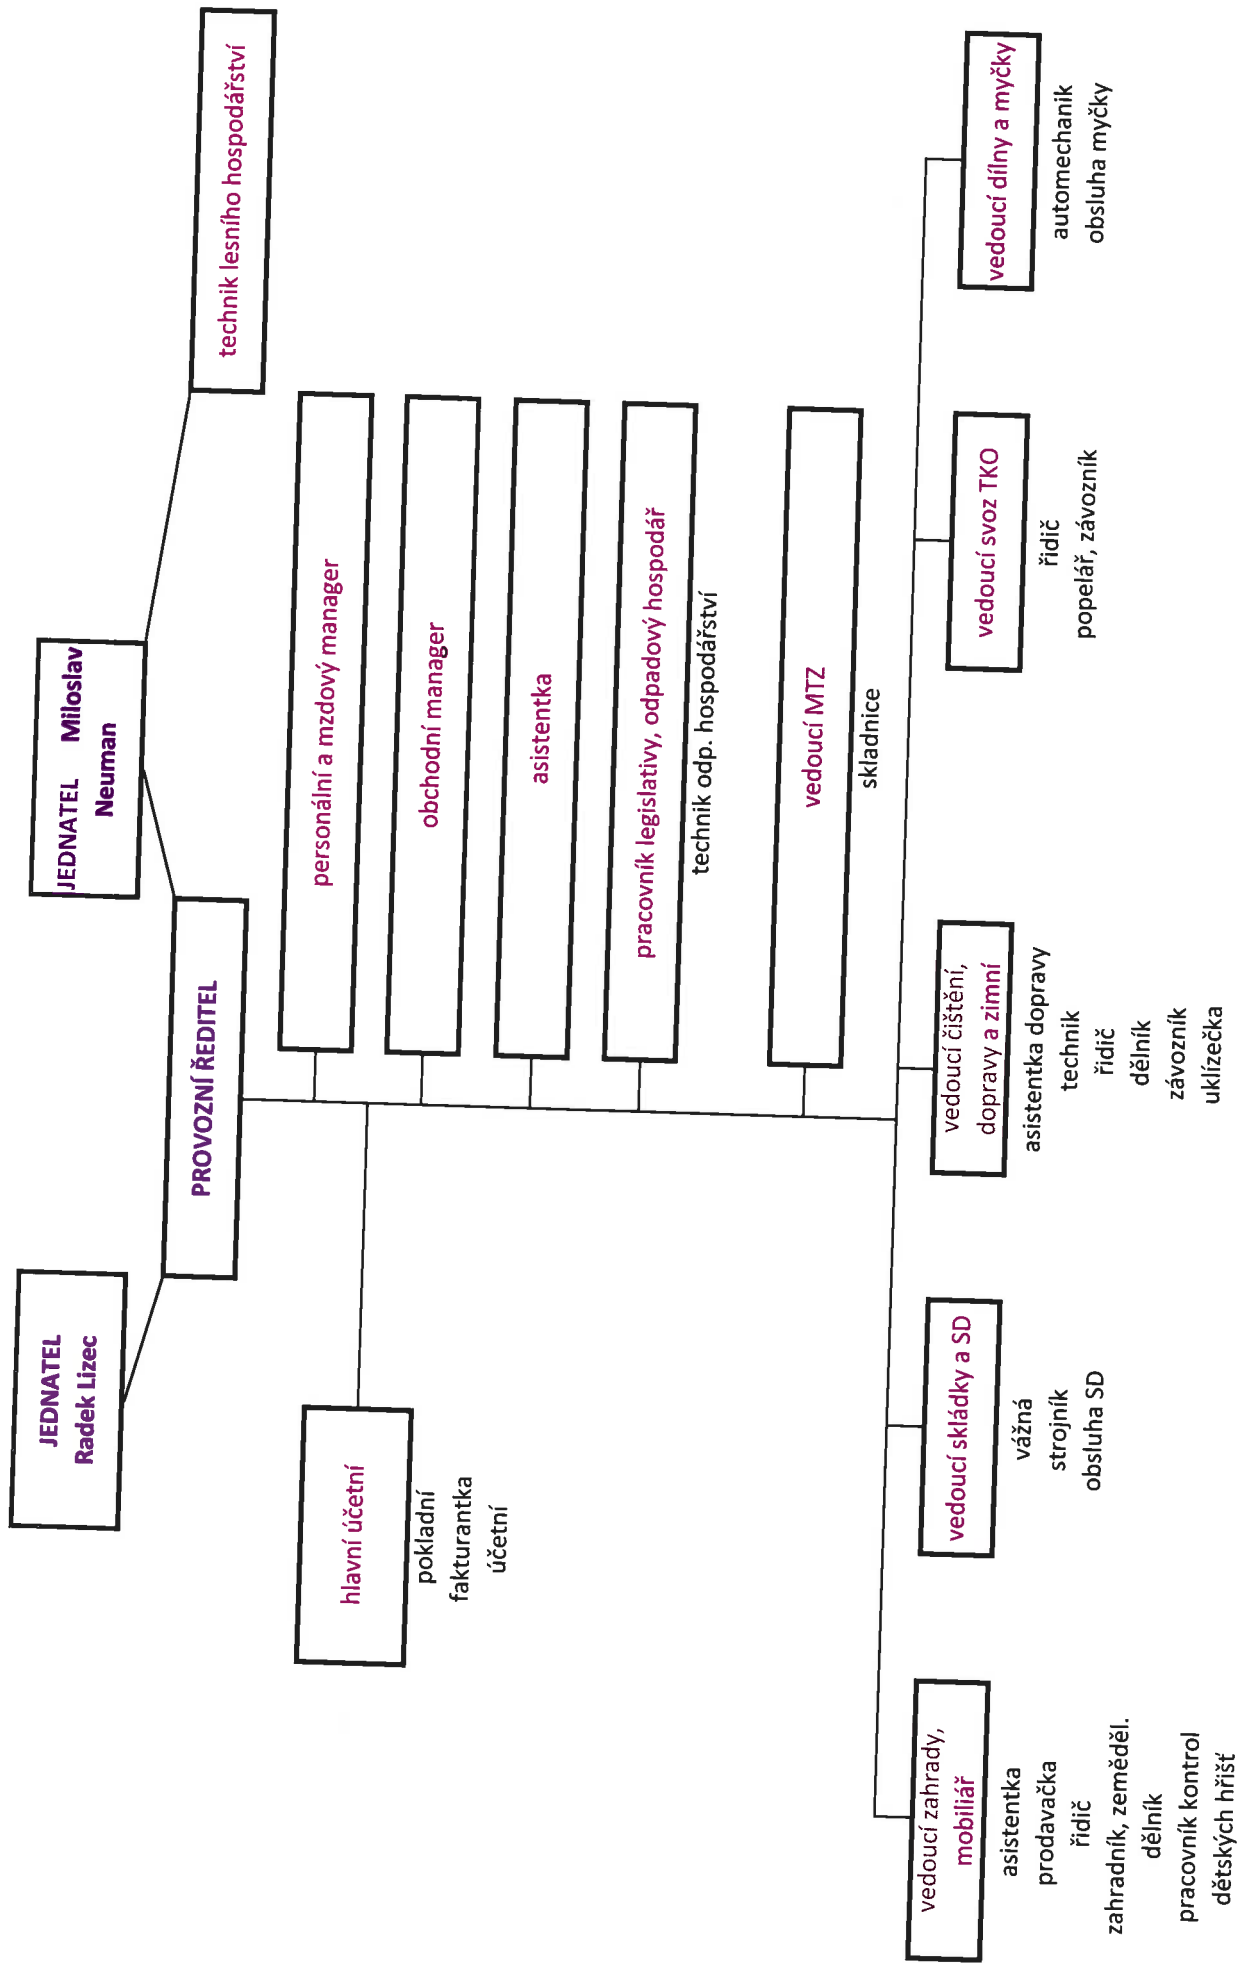 JEDNATEL
Radek Lizec
JEDNATEL Miloslav
Neuman
PROVOZNÍ ŘEDITEL
technik lesního hospodářství
hlavní účetní
pokladní
fakturantka
účetní
personální a mzdový manager
obchodní manager
asistentka
pracovník legislativy, odpadový hospodář
technik odp. hospodářství
vedoucí MTZ
skladnice
vedoucí zahrady,
mobiliář
asistentka
prodavačka
řidič
zahradník, zeměděl.
dělník
pracovník kontrol
dětských hřišť
vedoucí skládky a SD
vážná
strojník
obsluha SD
vedoucí čištění,
dopravy a zimní
asistentka dopravy
technik
řidič
dělník
závozník
uklízečka
vedoucí svoz TKO
řidič
popelář, závozník
vedoucí dílny a myčky
automechanik
obsluha myčky